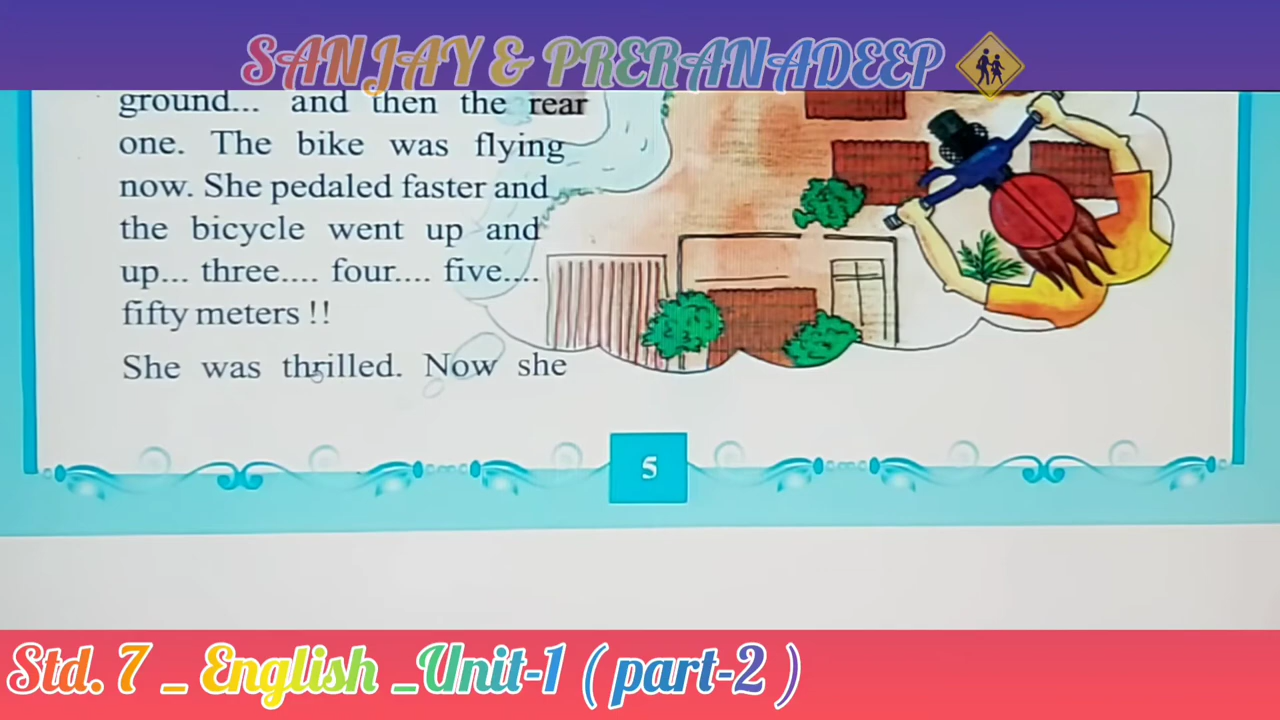 SANJAY & PRERANADEEP
ground... and then the rear
one. The bike was flying
now. She pedaled faster and
the bicycle went up and
up... three.... four.... five....
fifty meters !!
She was thrilled. Now she
5
Std. 7 _ English _Unit-1 ( part-2 )